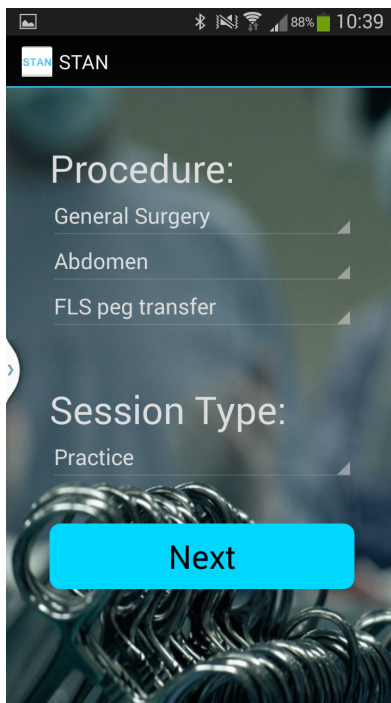 88% 10:39
STAN STAN
Procedure:
General Surgery
Abdomen
FLS peg transfer
Session Type:
Practice
Next